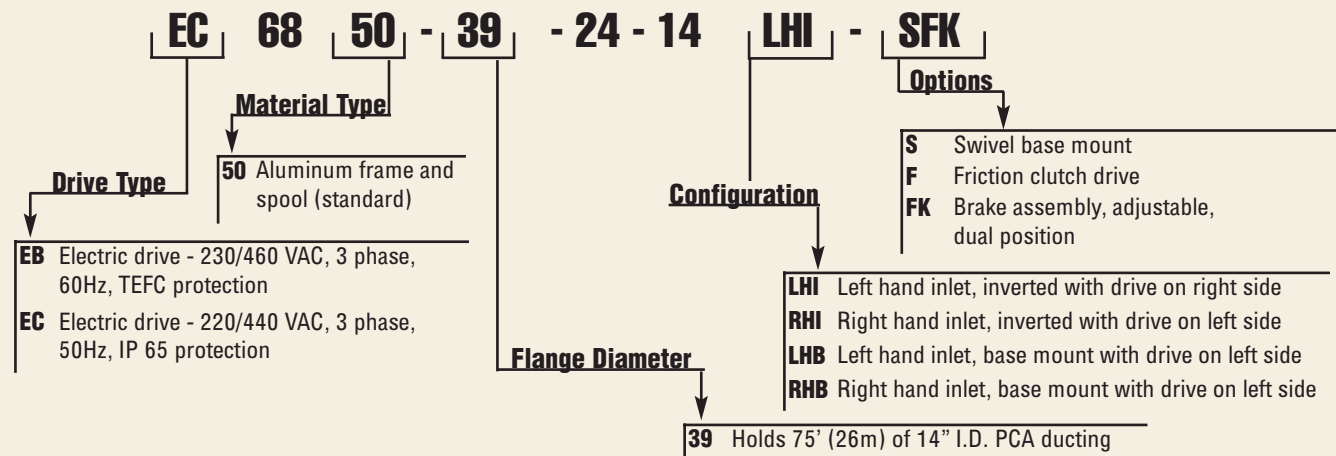 EC 68 50 - 39 - 24 - 14 LHI - SFK
Options
Material Type
S Swivel base mount
F Friction clutch drive
FK Brake assembly, adjustable,
dual position
50 Aluminum frame and
spool (standard)
Drive Type
Configuration
EB Electric drive - 230/460 VAC, 3 phase,
60Hz, TEFC protection
EC Electric drive - 220/440 VAC, 3 phase,
50Hz, IP 65 protection
LHI Left hand inlet, inverted with drive on right side
RHI Right hand inlet, inverted with drive on left side
LHB Left hand inlet, base mount with drive on left side
RHB Right hand inlet, base mount with drive on left side
Flange Diameter
39 Holds 75’ (26m) of 14” I.D. PCA ducting